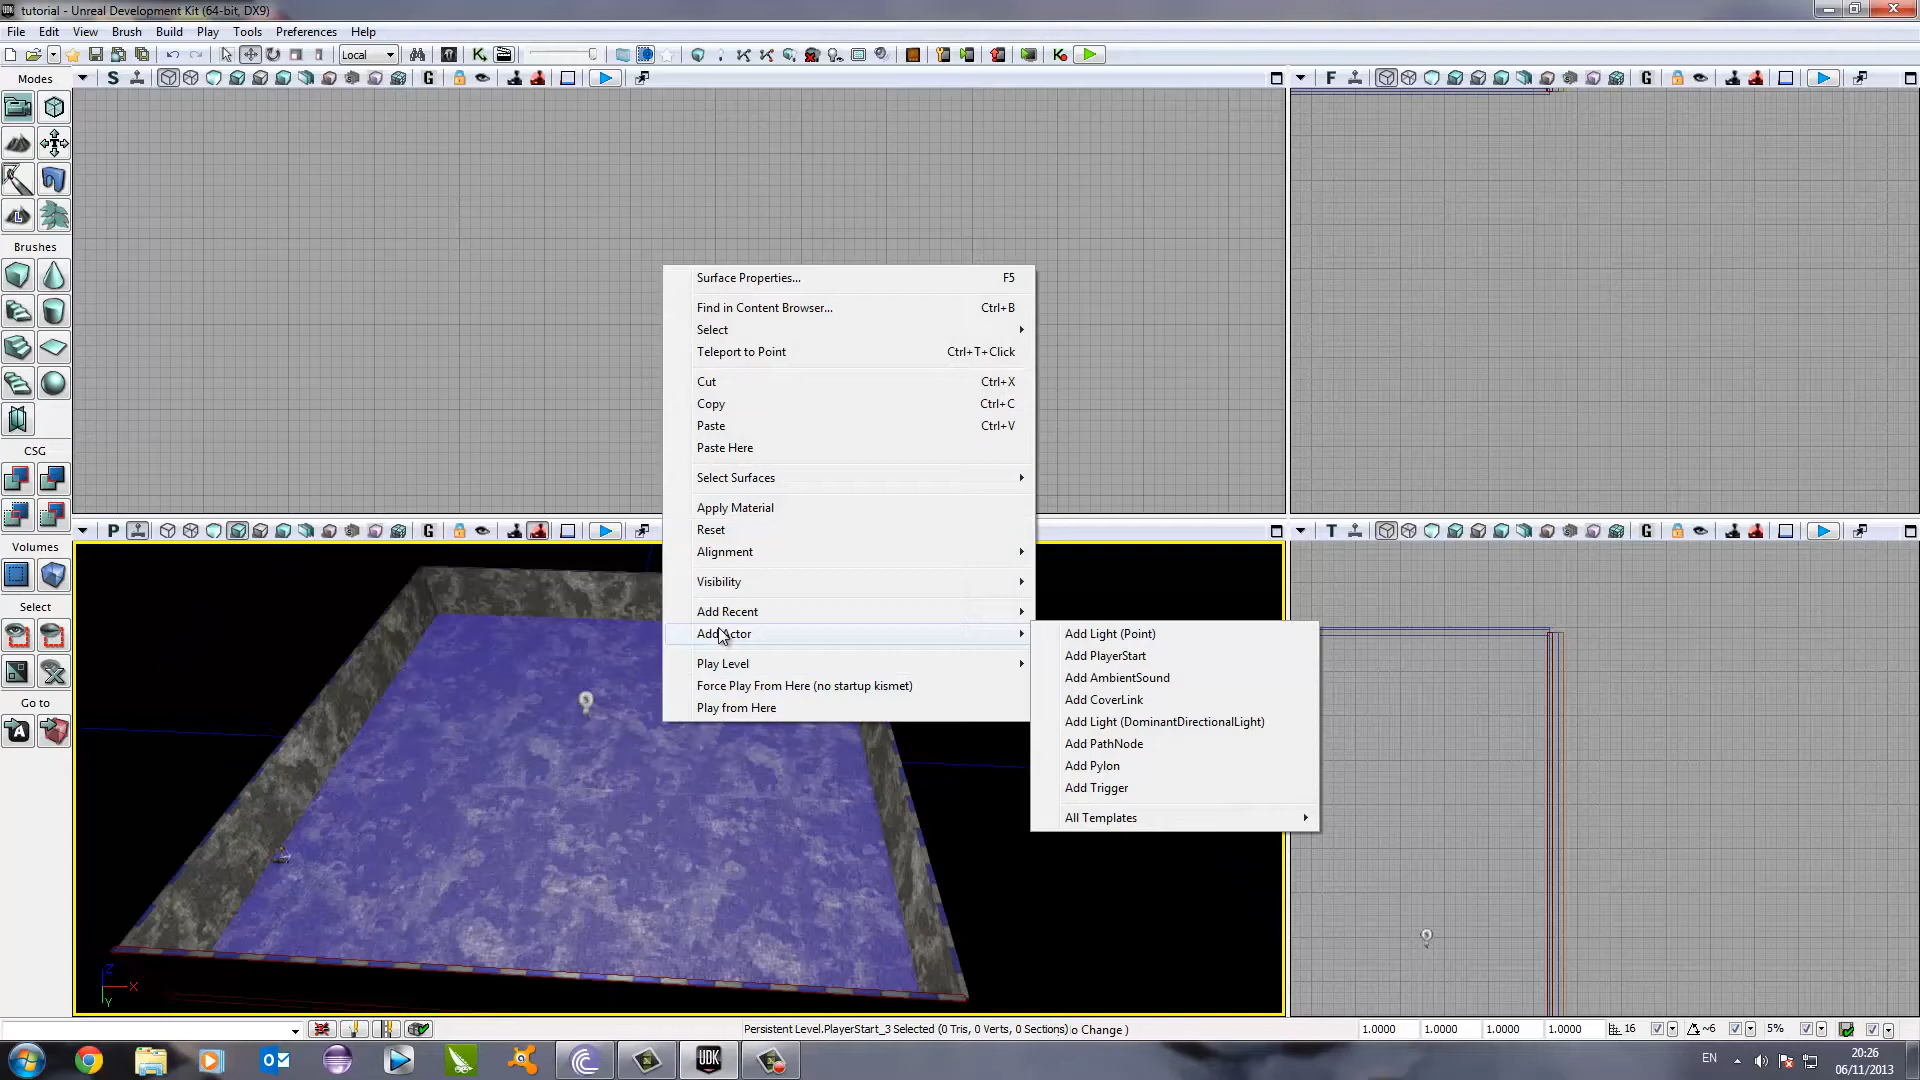 tutorial - Unreal Development Kit (64-bit, DX9)
File Edit View Brush Build Play Tools Preferences Help
Local
Modes
S G
F G
Brushes
CSG
Volumes
Select
Go to
Surface Properties... F5
Find in Content Browser... Ctrl+B
Select
Teleport to Point Ctrl+T+Click
Cut Ctrl+X
Copy Ctrl+C
Paste Ctrl+V
Paste Here
Select Surfaces
Apply Material
Reset
Alignment
Visibility
Add Recent
Play Level
Force Play From Here (no startup kismet)
Play from Here
Add Light (Point)
Add PlayerStart
Add AmbientSound
Add CoverLink
Add Light (DominantDirectionalLight)
Add PathNode
Add Pylon
Add Trigger
All Templates
P G
T G
Z
X
Y
Persistent Level.PlayerStart_3 Selected (0 Tris, 0 Verts, 0 Sections)
o Change )
1.0000 1.0000 1.0000 1.0000 16 ~6 5%
UDK
EN
20:26
06/11/2013